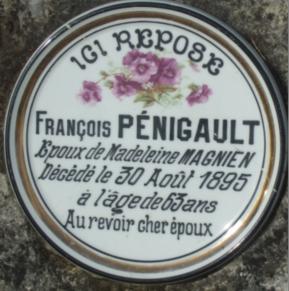 ICI REPOSE
FRANÇOIS PÉNIGAULT
Epoux de Madeleine MAGNIEN
Décédé le 30 Août 1895
à l'âge de 63 ans
Au revoir cher époux